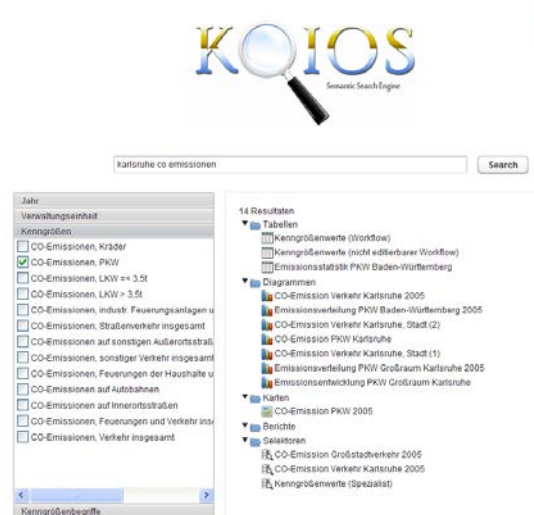 KOIOS
Semantic Search Engine
karlsruhe co emissionen
Search
Jahr
Verwaltungseinheit
Kenngrößen
CO-Emissionen, Kräder
CO-Emissionen, PKW
CO-Emissionen, LKW =< 3,5t
CO-Emissionen, LKW > 3,5t
CO-Emissionen, industr. Feuerungsanlagen u
CO-Emissionen, Straßenverkehr insgesamt
CO-Emissionen auf sonstigen Außerortsstraß
CO-Emissionen, sonstiger Verkehr insgesamt
CO-Emissionen, Feuerungen der Haushalte u
CO-Emissionen auf Autobahnen
CO-Emissionen auf Innerortsstraßen
CO-Emissionen, Feuerungen und Verkehr ins
CO-Emissionen, Verkehr insgesamt
Kenngrößenbegriffe
14 Resultaten
Tabellen
Kenngrößenwerte (Workflow)
Kenngrößenwerte (nicht editierbarer Workflow)
Emissionsstatistik PKW Baden-Württemberg
Diagrammen
CO-Emission Verkehr Karlsruhe 2005
Emissionsverteilung PKW Baden-Württemberg 2005
CO-Emission Verkehr Karlsruhe, Stadt (2)
CO-Emission PKW Karlsruhe
CO-Emission Verkehr Karlsruhe, Stadt (1)
Emissionsverteilung PKW Großraum Karlsruhe 2005
Emissionsentwicklung PKW Großraum Karlsruhe
Karten
CO-Emission PKW 2005
Berichte
Selektoren
CO-Emission Großstadtverkehr 2005
CO-Emission Verkehr Karlsruhe 2005
Kenngrößenwerte (Spezialist)